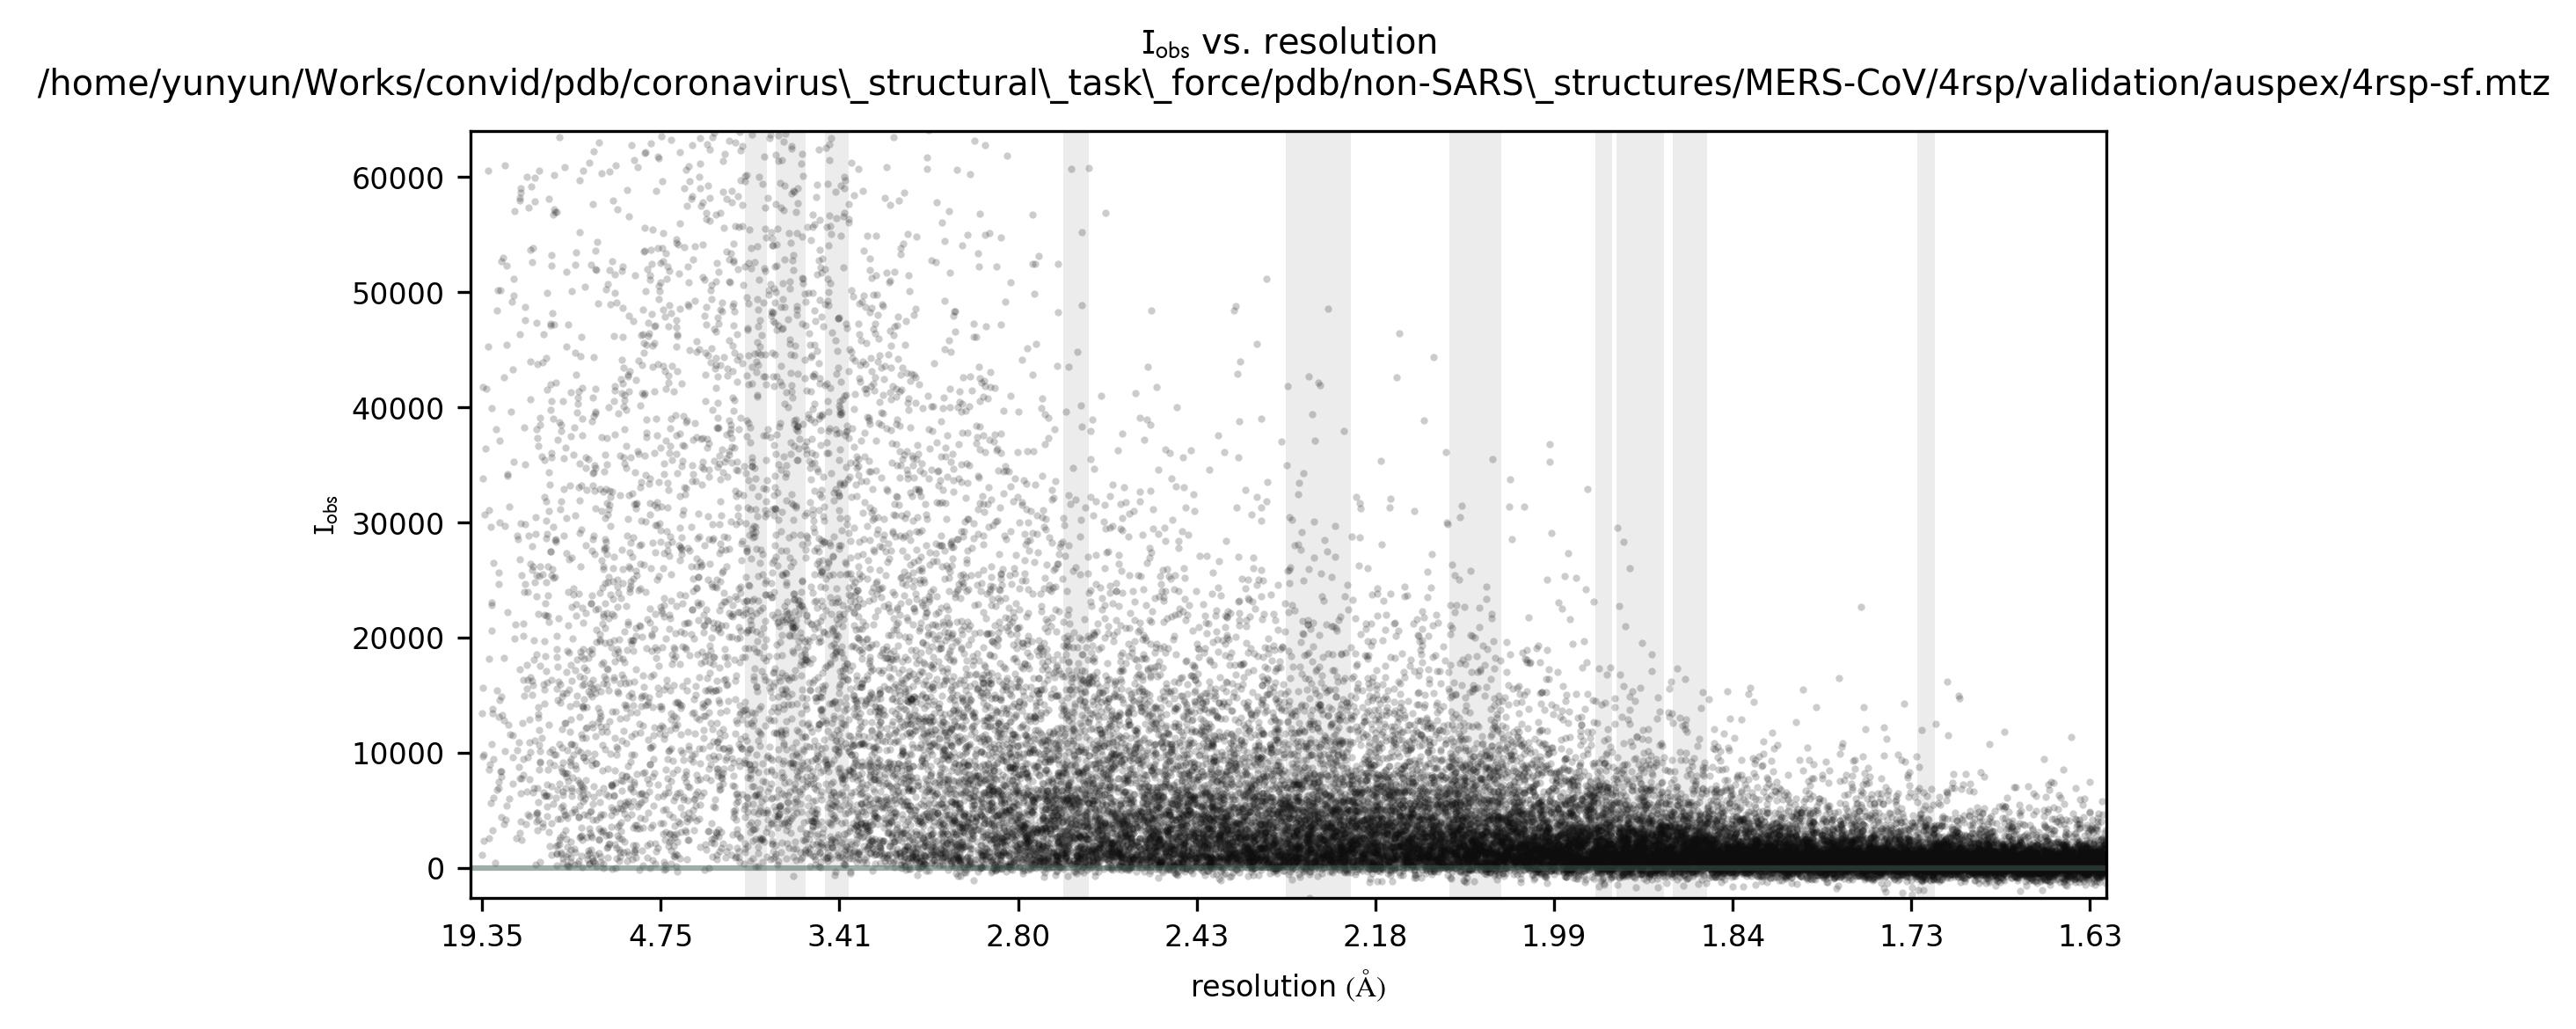 Iobs vs. resolution
/home/yunyun/Works/convid/pdb/coronavirus\_structural\_task\_force/pdb/non-SARS\_structures/MERS-CoV/4rsp/validation/auspex/4rsp-sf.mtz
60000
50000
40000
30000
20000
10000
0
Iobs
19.35 4.75 3.41 2.80 2.43 2.18 1.99 1.84 1.73 1.63
resolution (Å)